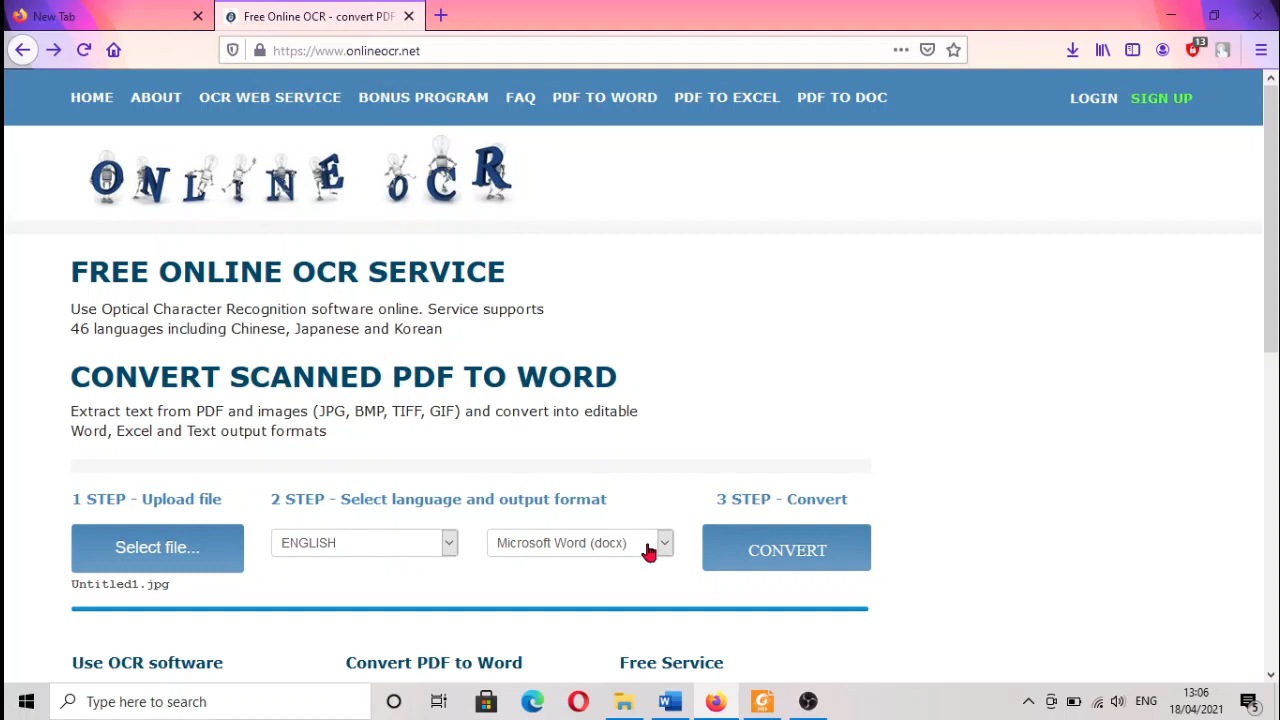 New Tab
Free Online OCR - convert PDF
https://www.onlineocr.net
13
HOME ABOUT OCR WEB SERVICE BONUS PROGRAM FAQ PDF TO WORD PDF TO EXCEL PDF TO DOC LOGIN SIGN UP
ONLINE OCR
FREE ONLINE OCR SERVICE
Use Optical Character Recognition software online. Service supports
46 languages including Chinese, Japanese and Korean
CONVERT SCANNED PDF TO WORD
Extract text from PDF and images (JPG, BMP, TIFF, GIF) and convert into editable
Word, Excel and Text output formats
1 STEP - Upload file 2 STEP - Select language and output format 3 STEP - Convert
Select file... ENGLISH Microsoft Word (docx) CONVERT
Untitled1.jpg
Use OCR software Convert PDF to Word Free Service
Type here to search
ENG
13:06
18/04/2021
5